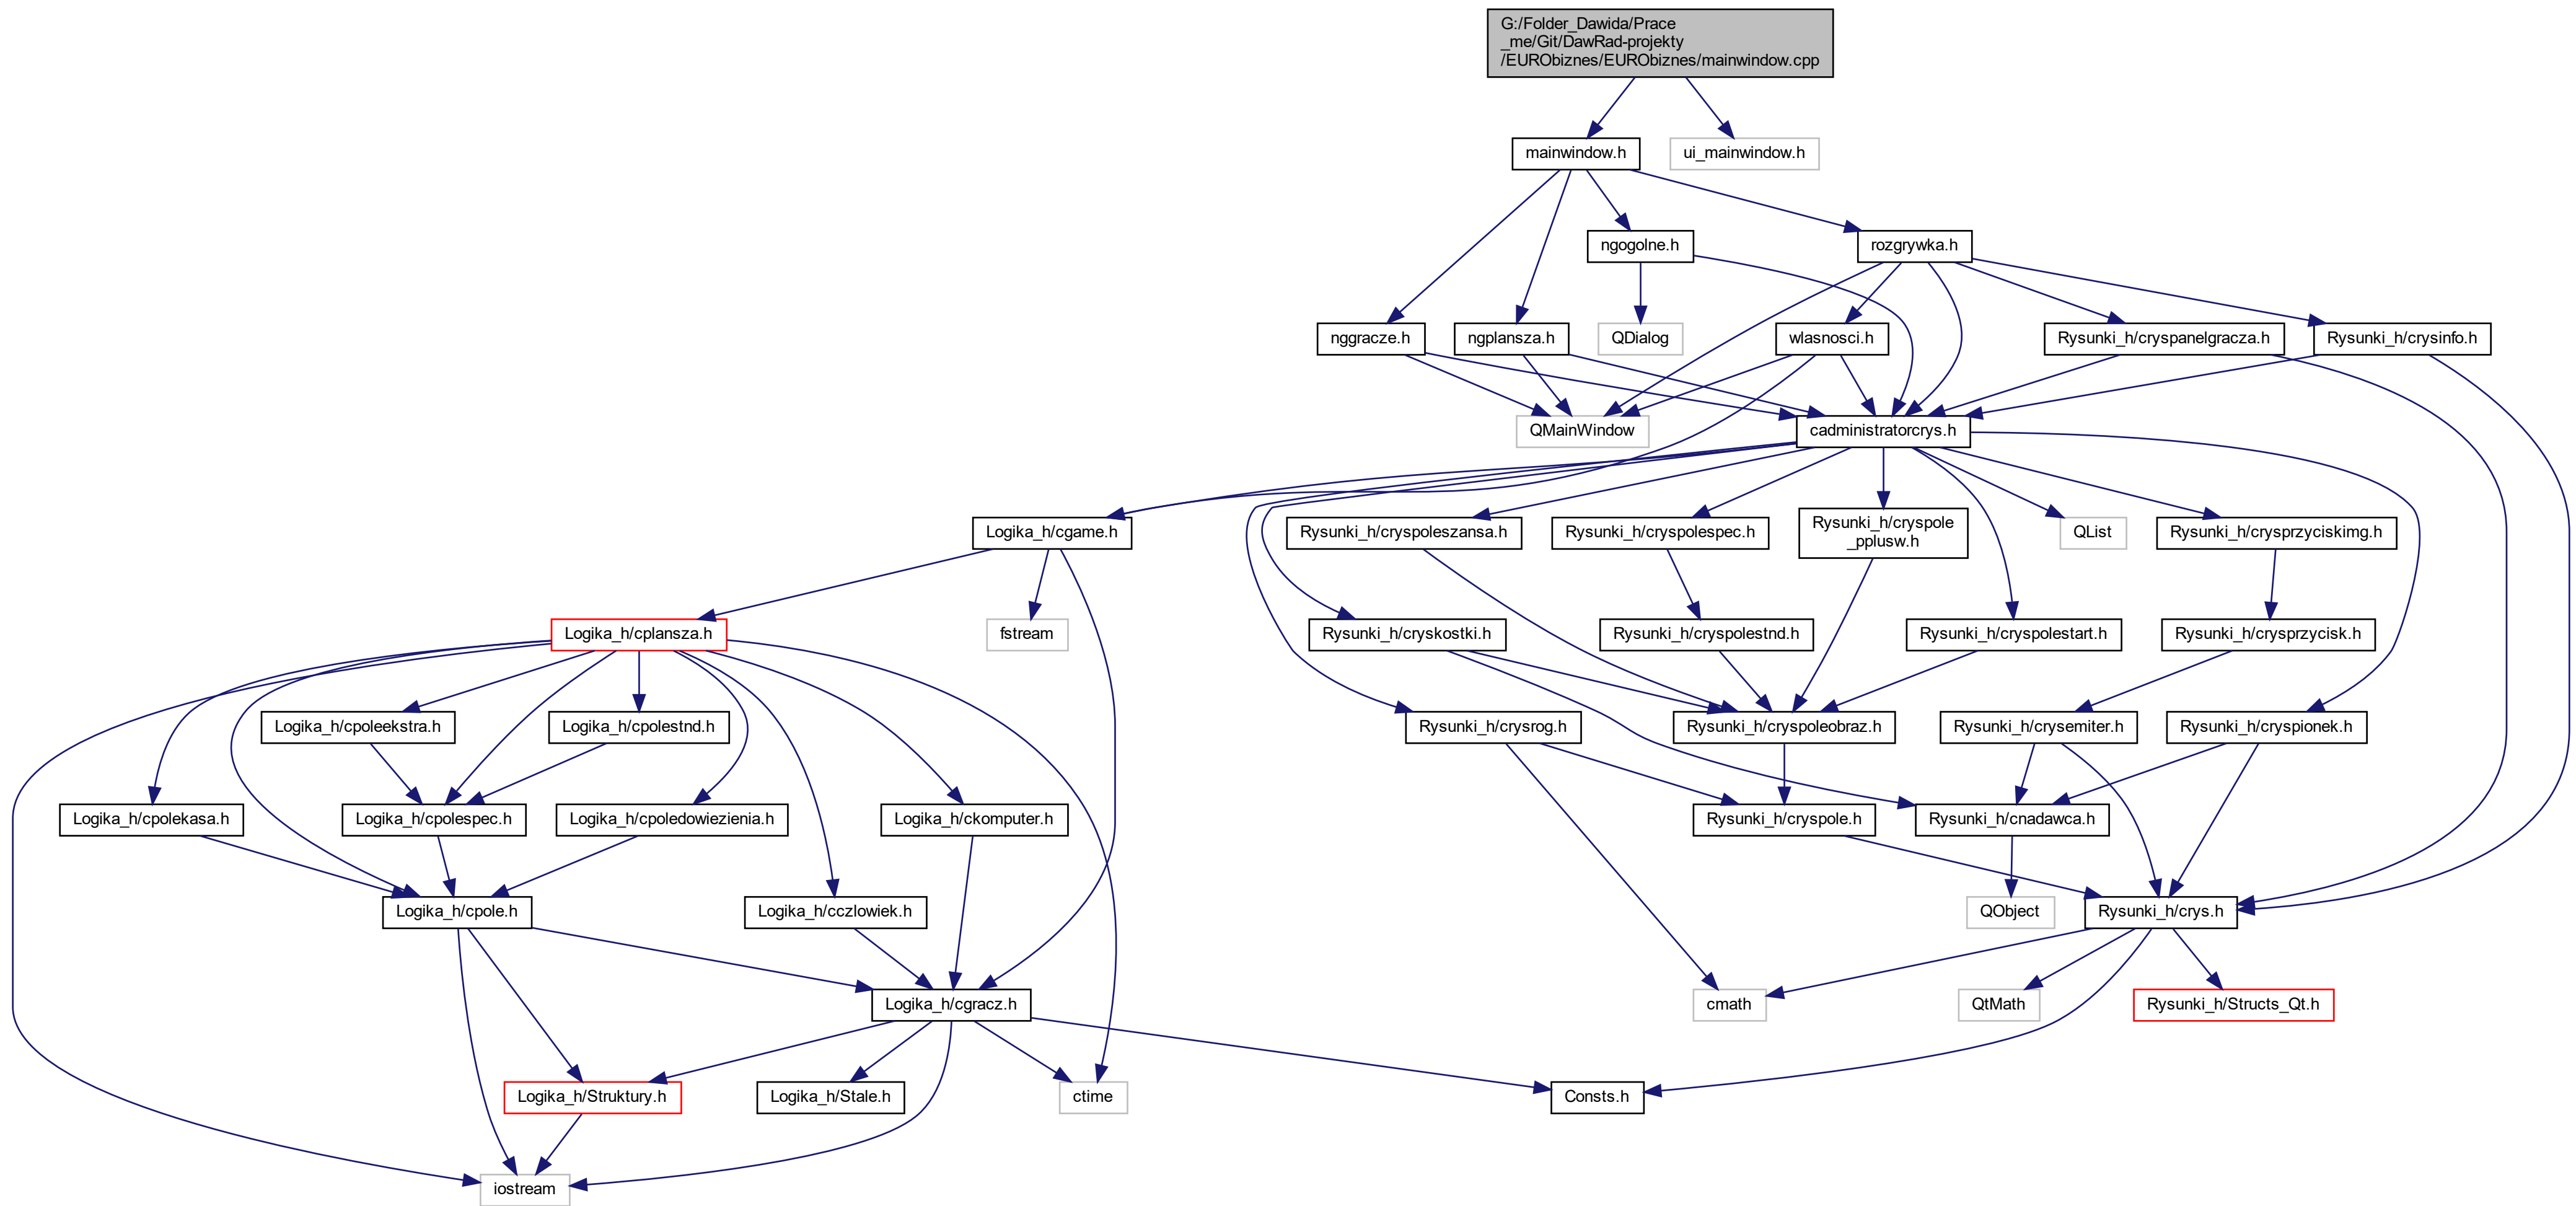 G:/Folder_Dawida/Prace
_me/Git/DawRad-projekty
/EURObiznes/EURObiznes/mainwindow.cpp
mainwindow.h
ui_mainwindow.h
ngogolne.h
rozgrywka.h
nggracze.h
ngplansza.h
QDialog
wlasnosci.h
Rysunki_h/cryspanelgracza.h
Rysunki_h/crysinfo.h
QMainWindow
cadministratorcrys.h
Logika_h/cgame.h
Rysunki_h/cryspoleszansa.h
Rysunki_h/cryspolespec.h
Rysunki_h/cryspole
_pplusw.h
QList
Rysunki_h/crysprzyciskimg.h
Logika_h/cplansza.h
fstream
Rysunki_h/cryskostki.h
Rysunki_h/cryspolestnd.h
Rysunki_h/cryspolestart.h
Rysunki_h/crysprzycisk.h
Logika_h/cpoleekstra.h
Logika_h/cpolestnd.h
Rysunki_h/crysrog.h
Rysunki_h/cryspoleobraz.h
Rysunki_h/crysemiter.h
Rysunki_h/cryspionek.h
Logika_h/cpolekasa.h
Logika_h/cpolespec.h
Logika_h/cpoledowiezienia.h
Logika_h/ckomputer.h
Rysunki_h/cryspole.h
Rysunki_h/cnadawca.h
Logika_h/cpole.h
Logika_h/cczlowiek.h
QObject
Rysunki_h/crys.h
Logika_h/cgracz.h
cmath
QtMath
Rysunki_h/Structs_Qt.h
Logika_h/Struktury.h
Logika_h/Stale.h
ctime
Consts.h
iostream